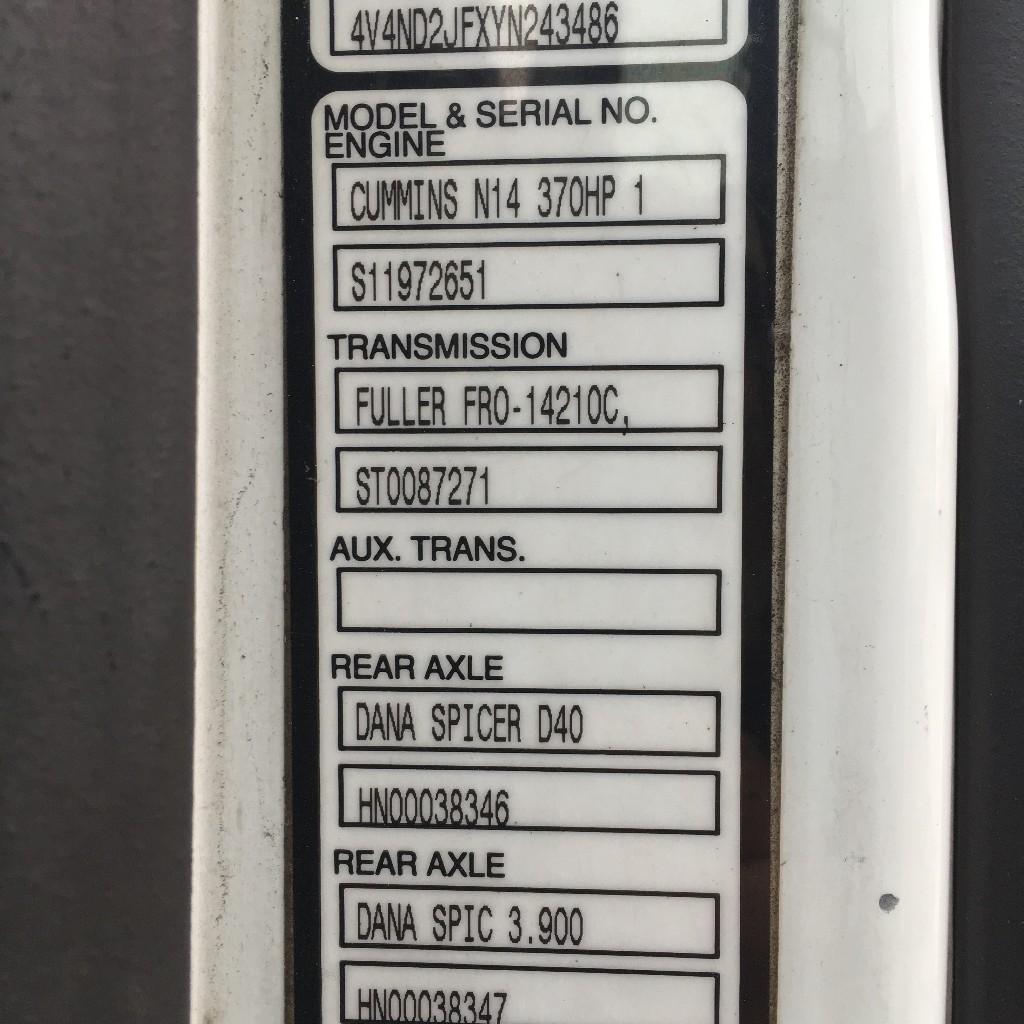 4V4ND2JFXYN243486
MODEL & SERIAL NO.
ENGINE
CUMMINS N14 370HP 1
S11972651
TRANSMISSION
FULLER FRO-14210C,
ST0087271
AUX. TRANS.
REAR AXLE
DANA SPICER D40
HN00038346
REAR AXLE
DANA SPIC 3.900
HN00038347